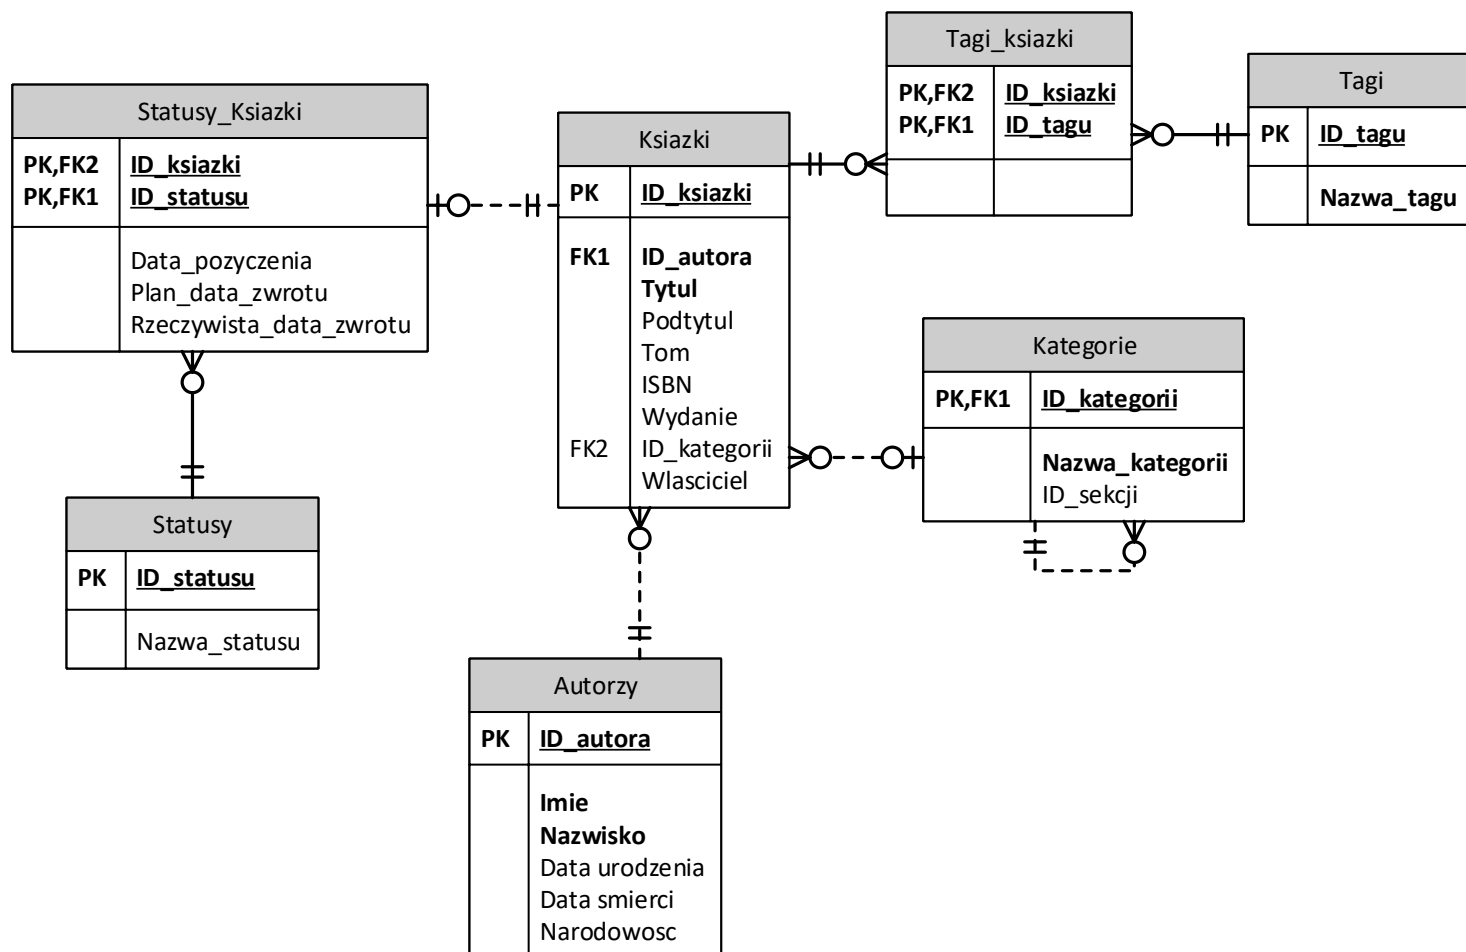 Statusy_Ksiazki
PK,FK2 ID_ksiazki
PK,FK1 ID_statusu
Data_pozyczenia
Plan_data_zwrotu
Rzeczywista_data_zwrotu
Statusy
PK ID_statusu
Nazwa_statusu
Ksiazki
PK ID_ksiazki
FK1 ID_autora
Tytul
Podtytul
Tom
ISBN
Wydanie
FK2 ID_kategorii
Wlasciciel
Autorzy
PK ID_autora
Imie
Nazwisko
Data urodzenia
Data smierci
Narodowosc
Tagi_ksiazki
PK,FK2 ID_ksiazki
PK,FK1 ID_tagu
Tagi
PK ID_tagu
Nazwa_tagu
Kategorie
PK,FK1 ID_kategorii
Nazwa_kategorii
ID_sekcji